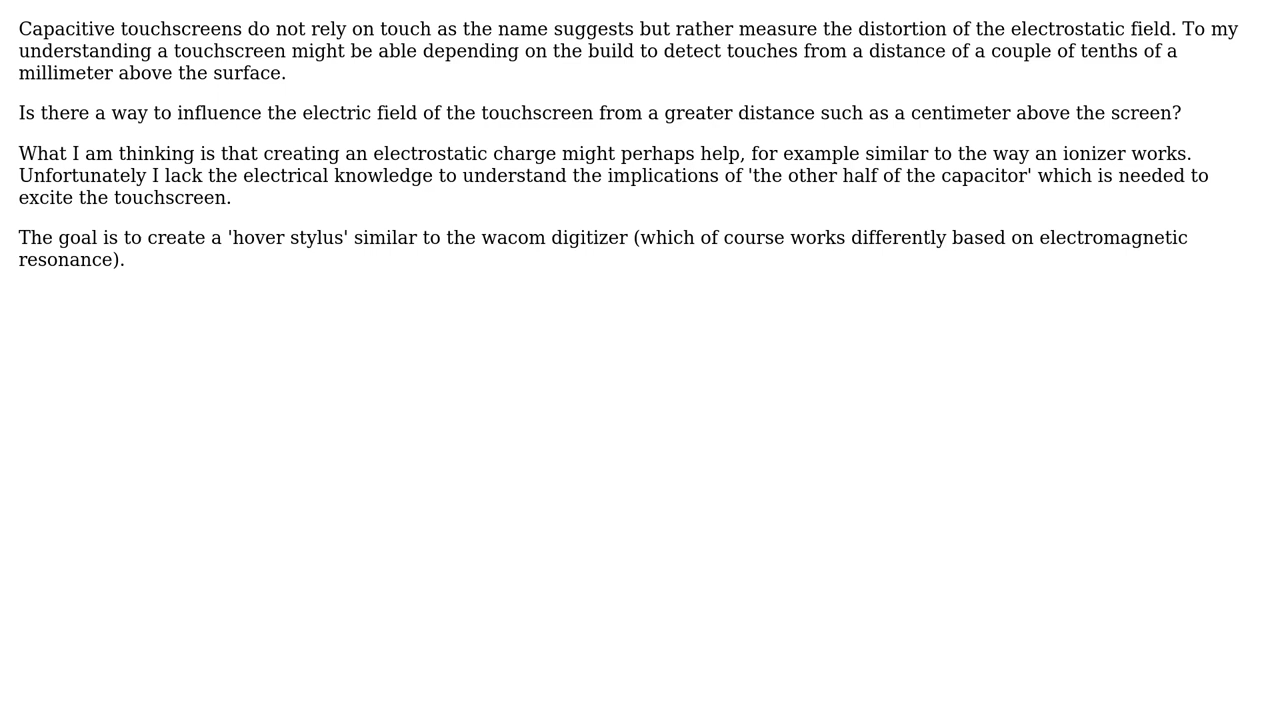 Capacitive touchscreens do not rely on touch as the name suggests but rather measure the distortion of the electrostatic field. To my
understanding a touchscreen might be able depending on the build to detect touches from a distance of a couple of tenths of a
millimeter above the surface.
Is there a way to influence the electric field of the touchscreen from a greater distance such as a centimeter above the screen?
What I am thinking is that creating an electrostatic charge might perhaps help, for example similar to the way an ionizer works.
Unfortunately I lack the electrical knowledge to understand the implications of 'the other half of the capacitor' which is needed to
excite the touchscreen.
The goal is to create a 'hover stylus' similar to the wacom digitizer (which of course works differently based on electromagnetic
resonance).